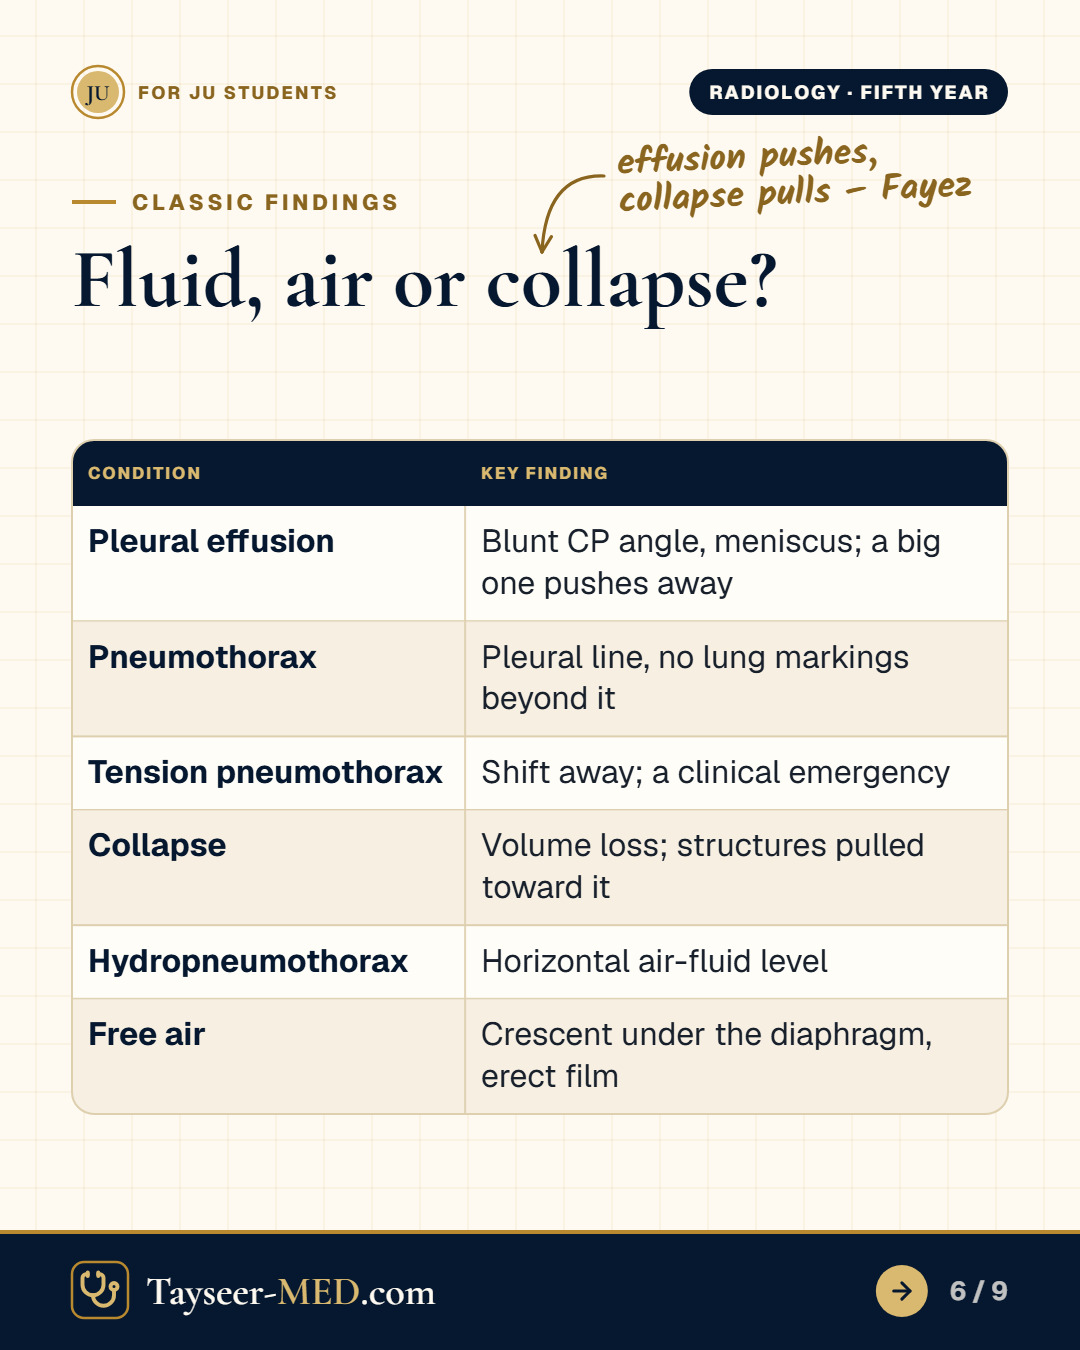 JU
FOR JU STUDENTS
RADIOLOGY · FIFTH YEAR
effusion pushes,
collapse pulls – Fayez
CLASSIC FINDINGS
Fluid, air or collapse?
CONDITION
KEY FINDING
Pleural effusion
Blunt CP angle, meniscus; a big
one pushes away
Pneumothorax
Pleural line, no lung markings
beyond it
Tension pneumothorax
Shift away; a clinical emergency
Collapse
Volume loss; structures pulled
toward it
Hydropneumothorax
Horizontal air-fluid level
Free air
Crescent under the diaphragm,
erect film
Tayseer-MED.com
6 / 9